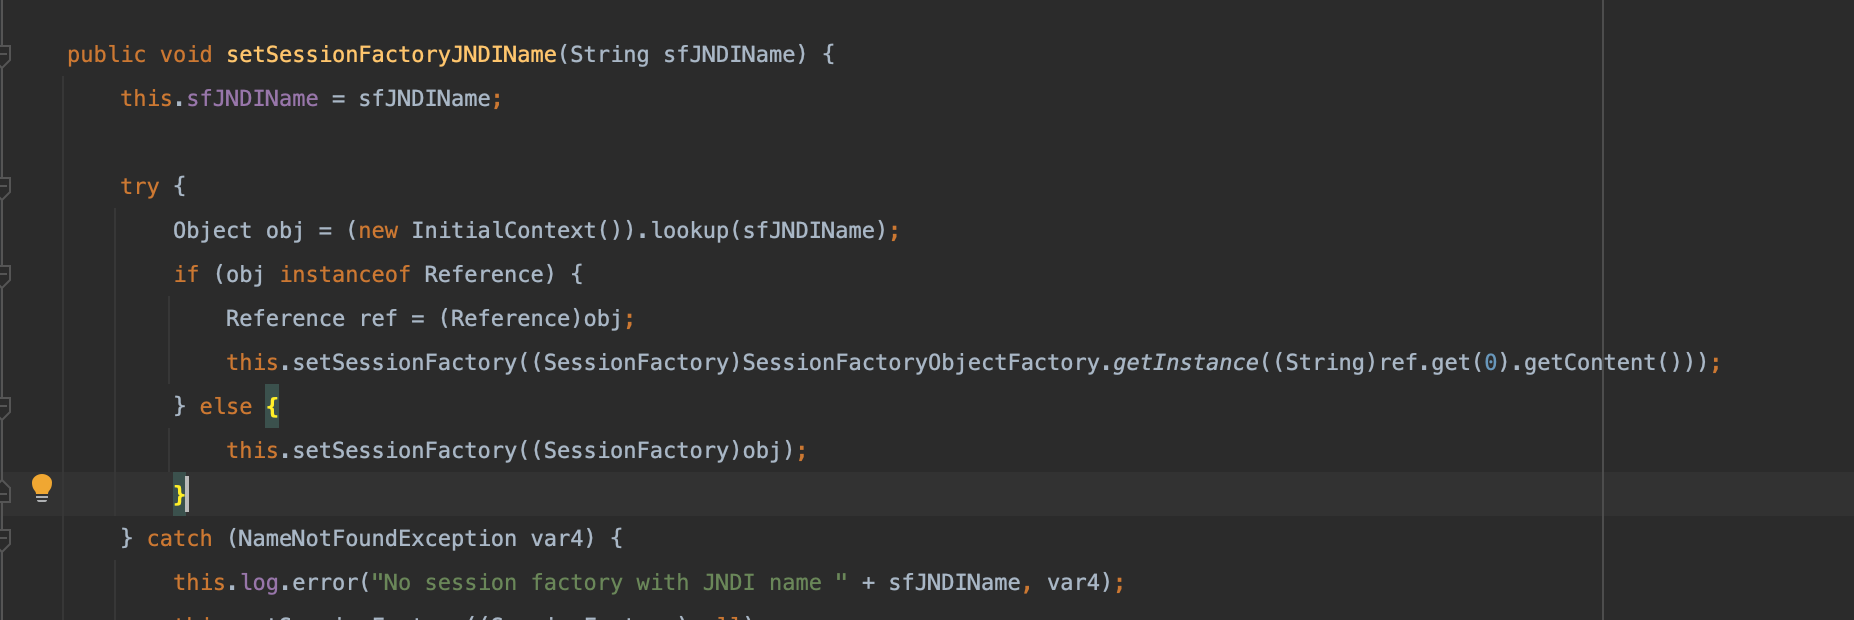 public void setSessionFactoryJNDIName(String sfJNDIName) {
this.sfJNDIName = sfJNDIName;
try {
Object obj = (new InitialContext()).lookup(sfJNDIName);
if (obj instanceof Reference) {
Reference ref = (Reference)obj;
this.setSessionFactory((SessionFactory)SessionFactoryObjectFactory.getInstance((String)ref.get(0).getContent()));
} else {
this.setSessionFactory((SessionFactory)obj);
}
} catch (NameNotFoundException var4) {
this.log.error("No session factory with JNDI name " + sfJNDIName, var4);